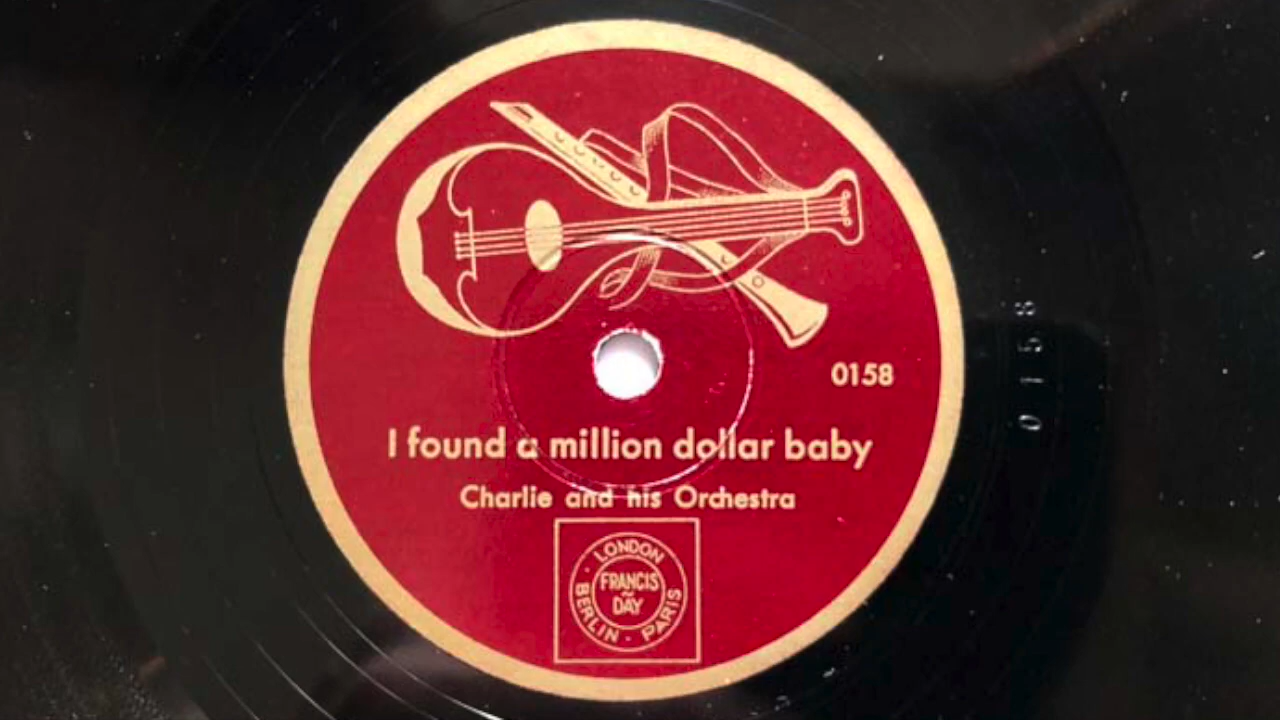 0158
0158
I found a million dollar baby
Charlie and his Orchestra
LONDON
FRANCIS
~
DAY
BERLIN · PARIS